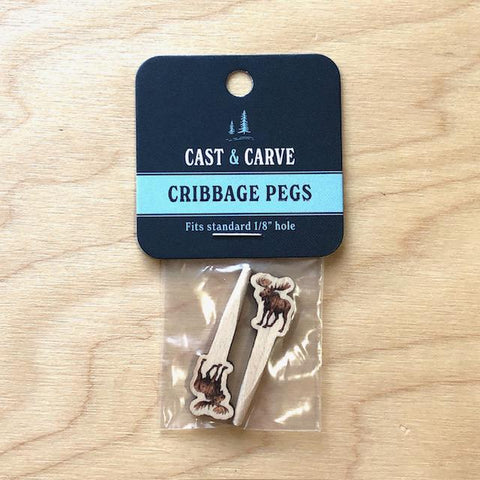 CAST & CARVE
CRIBBAGE PEGS
Fits standard 1/8" hole